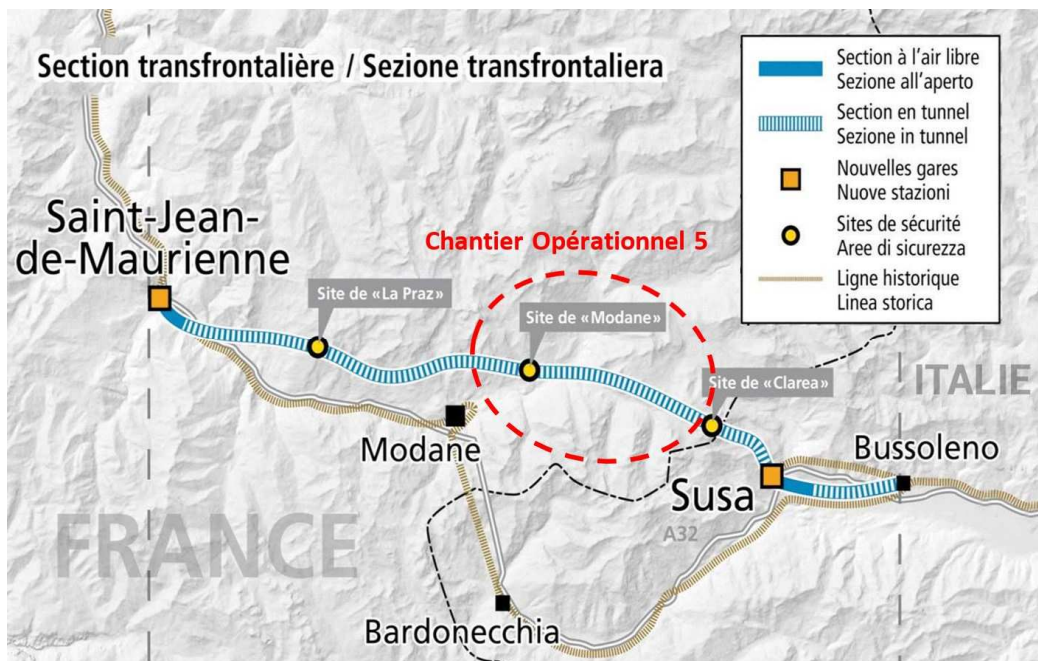 Section transfrontalière / Sezione transfrontaliera
Section à l'air libre
Sezione all'aperto
Section en tunnel
Sezione in tunnel
Nouvelles gares
Nuove stazioni
Sites de sécurité
Aree di sicurezza
Ligne historique
Linea storica
Saint-Jean-
de-Maurienne
Chantier Opérationnel 5
Site de «La Praz»
Site de «Modane»
Site de «Clarea»
ITALIE
Modane
Bussoleno
Susa
A32
FRANCE
Bardonecchia